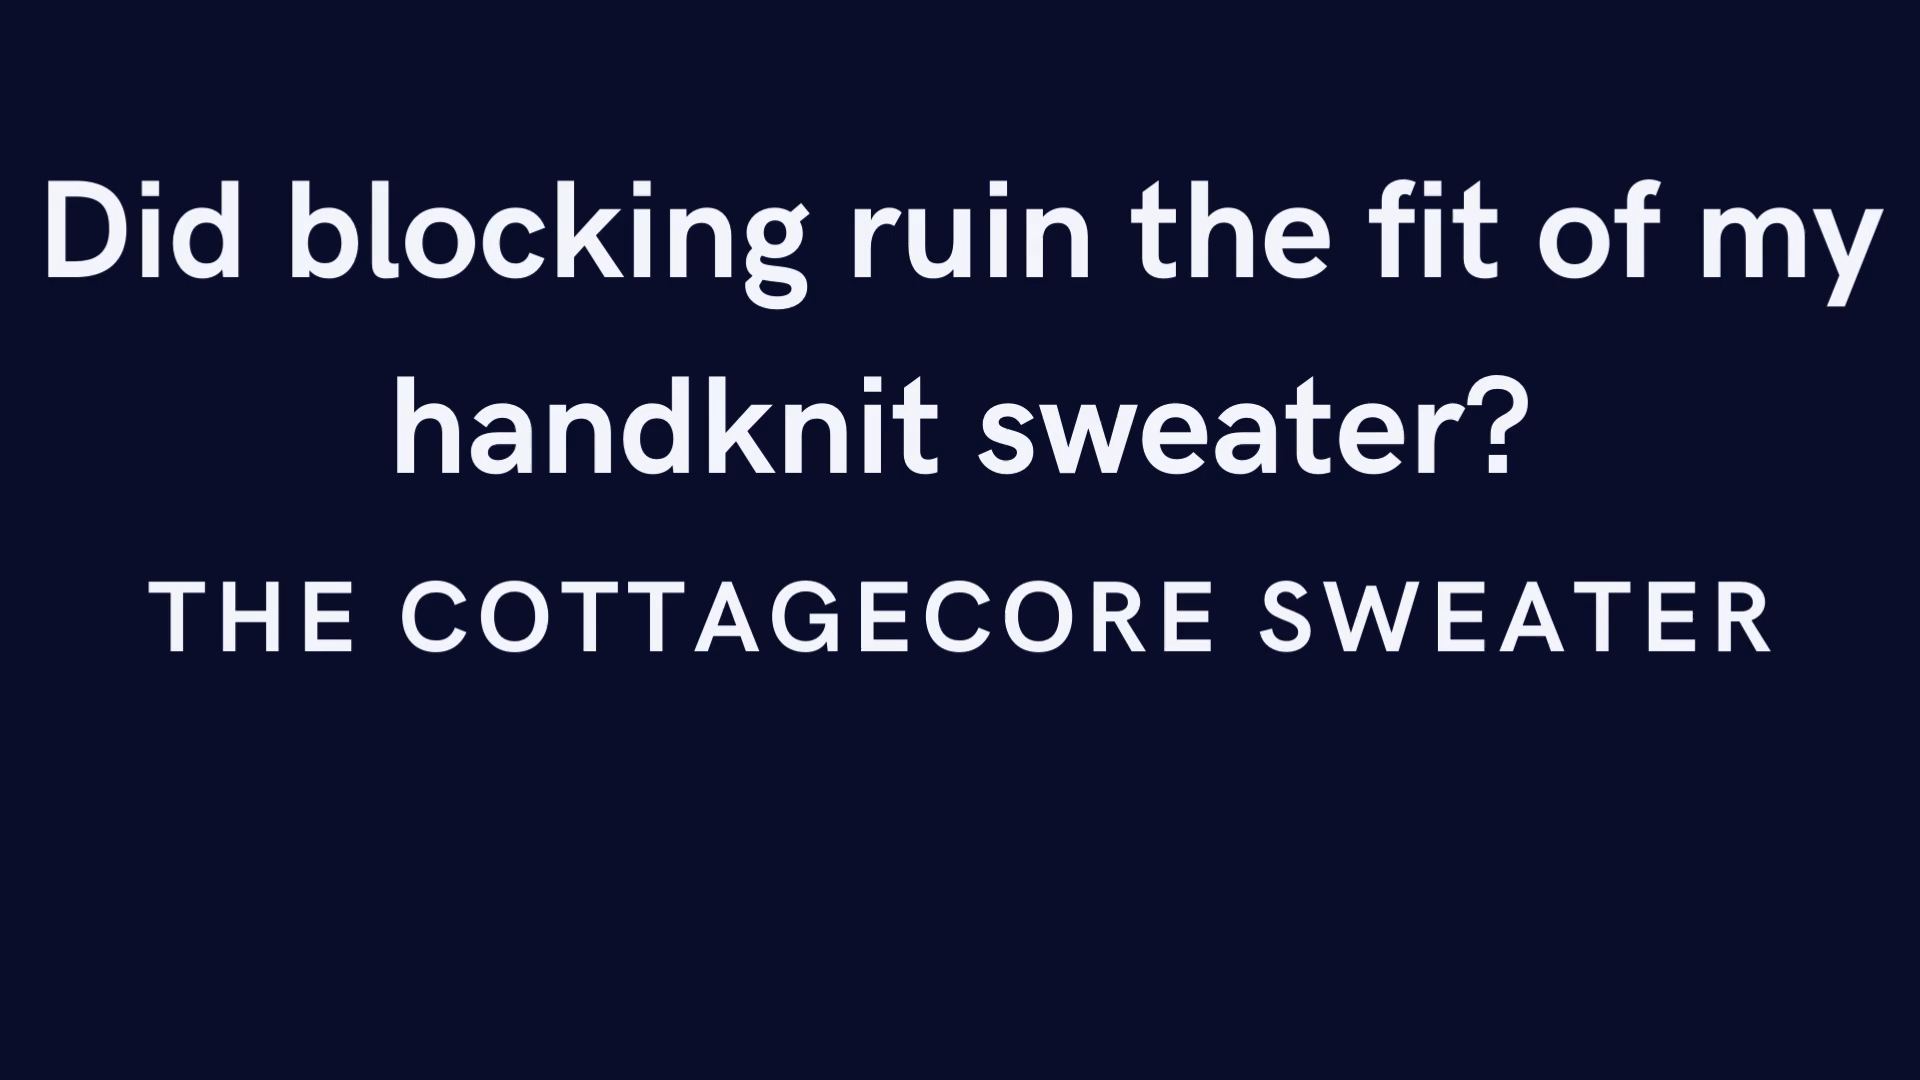 Did blocking ruin the fit of my
handknit sweater?
THE COTTAGECORE SWEATER